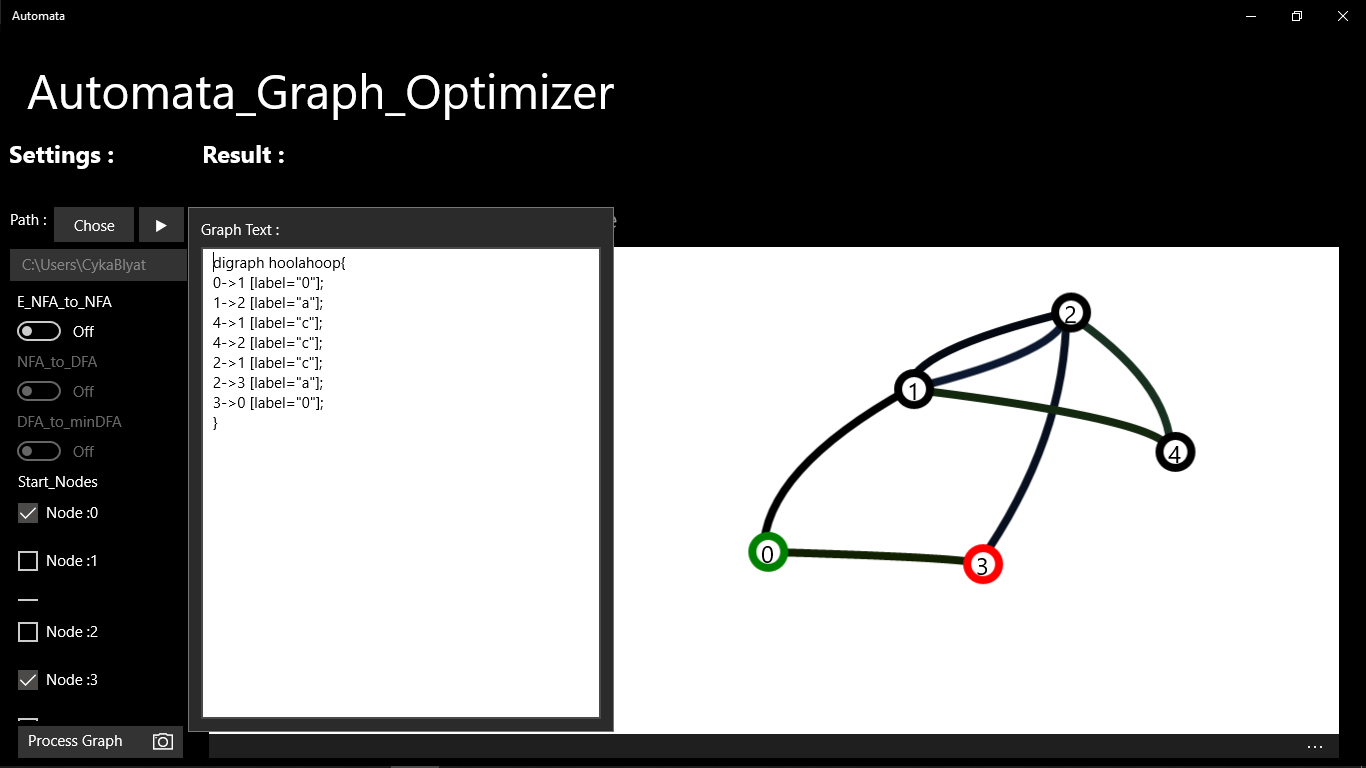 Automata
Automata_Graph_Optimizer
Settings :
Result :
Path :
Chose
C:\Users\CykaBlyat
E_NFA_to_NFA
Off
NFA_to_DFA
Off
DFA_to_minDFA
Off
Start_Nodes
Node :0
Node :1
Node :2
Node :3
Process Graph
Graph Text :
digraph hoolahoop{
0->1 [label="0"];
1->2 [label="a"];
4->1 [label="c"];
4->2 [label="c"];
2->1 [label="c"];
2->3 [label="a"];
3->0 [label="0"];
}
2
1
4
0
3